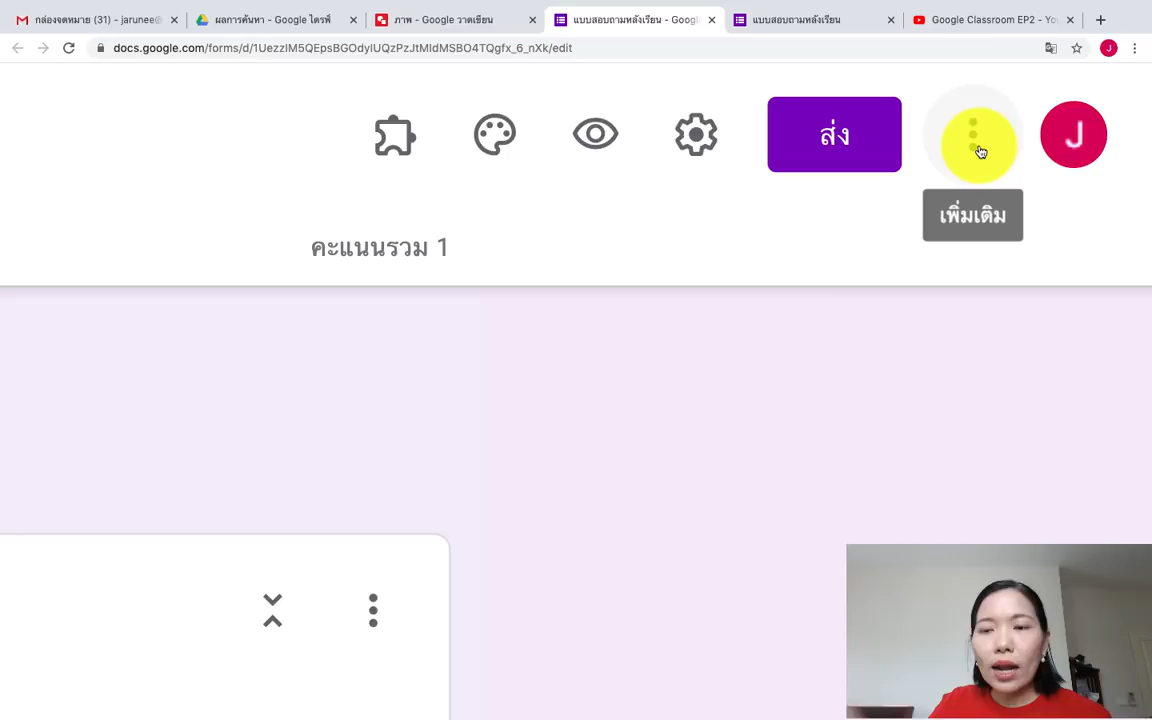 กล่องจดหมาย (31) - jarunee@
ผลการค้นหา - Google ไดรฟ์
ภาพ - Google วาดเขียน
แบบสอบถามหลังเรียน - Goog
แบบสอบถามหลังเรียน
Google Classroom EP2 - Yo
docs.google.com/forms/d/1UezzlM5QEpsBGOdylUQzPzJtMldMSBO4TQgfx_6_nXk/edit
J
ส่ง
J
เพิ่มเติม
คะแนนรวม 1